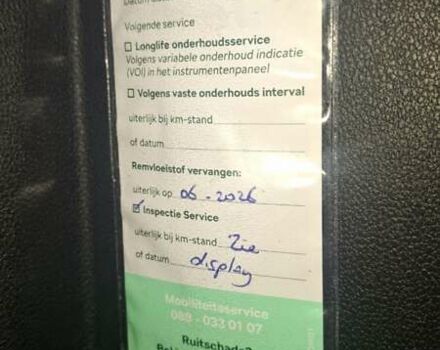 Datum
Volgende service
☐ Longlife onderhoudsservice
Volgens variabele onderhoud indicatie
(VOI) in het instrumentenpaneel
☐ Volgens vaste onderhouds interval
uiterlijk bij km-stand
of datum
Remvloeistof vervangen:
uiterlijk op 06-2026
☑ Inspectie Service
uiterlijk bij km-stand Zie
of datum display
Mobiliteitsservice
088 - 033 01 07
Ruitschade?